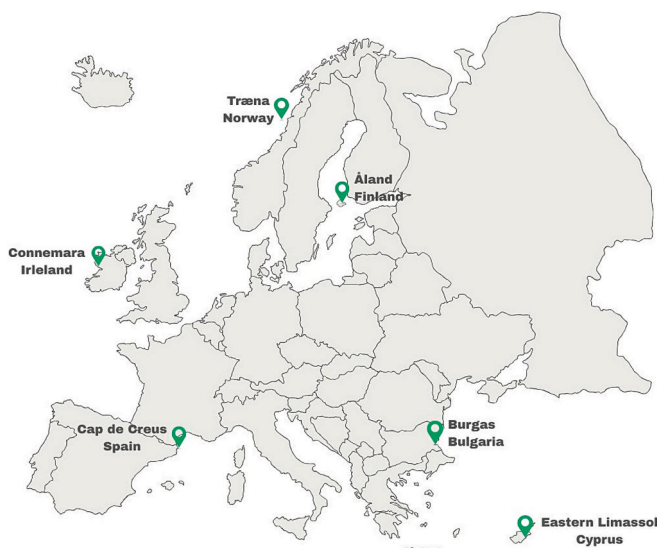 Træna
Norway
Åland
Finland
Connemara
Irleland
Cap de Creus
Spain
Burgas
Bulgaria
Eastern Limassol
Cyprus